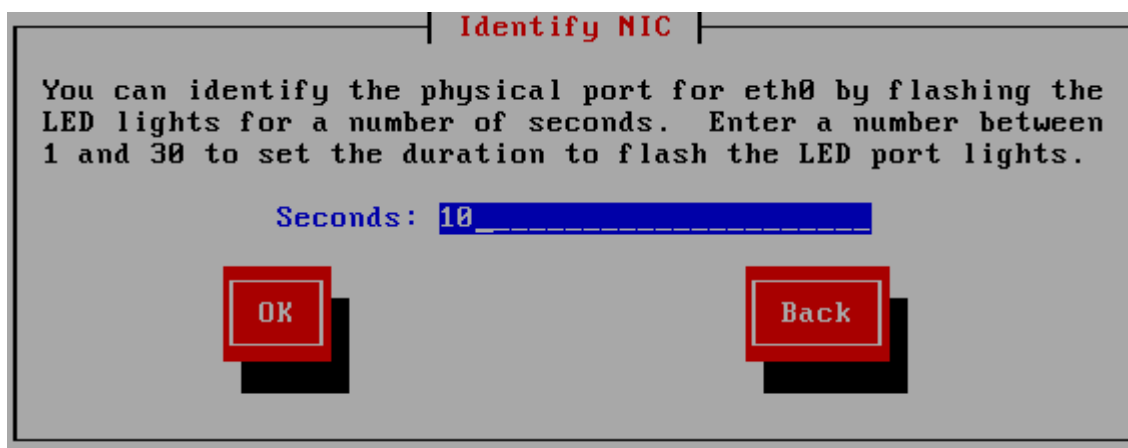 Identify NIC
You can identify the physical port for eth0 by flashing the
LED lights for a number of seconds.  Enter a number between
1 and 30 to set the duration to flash the LED port lights.
Seconds: 10________________________
OK Back